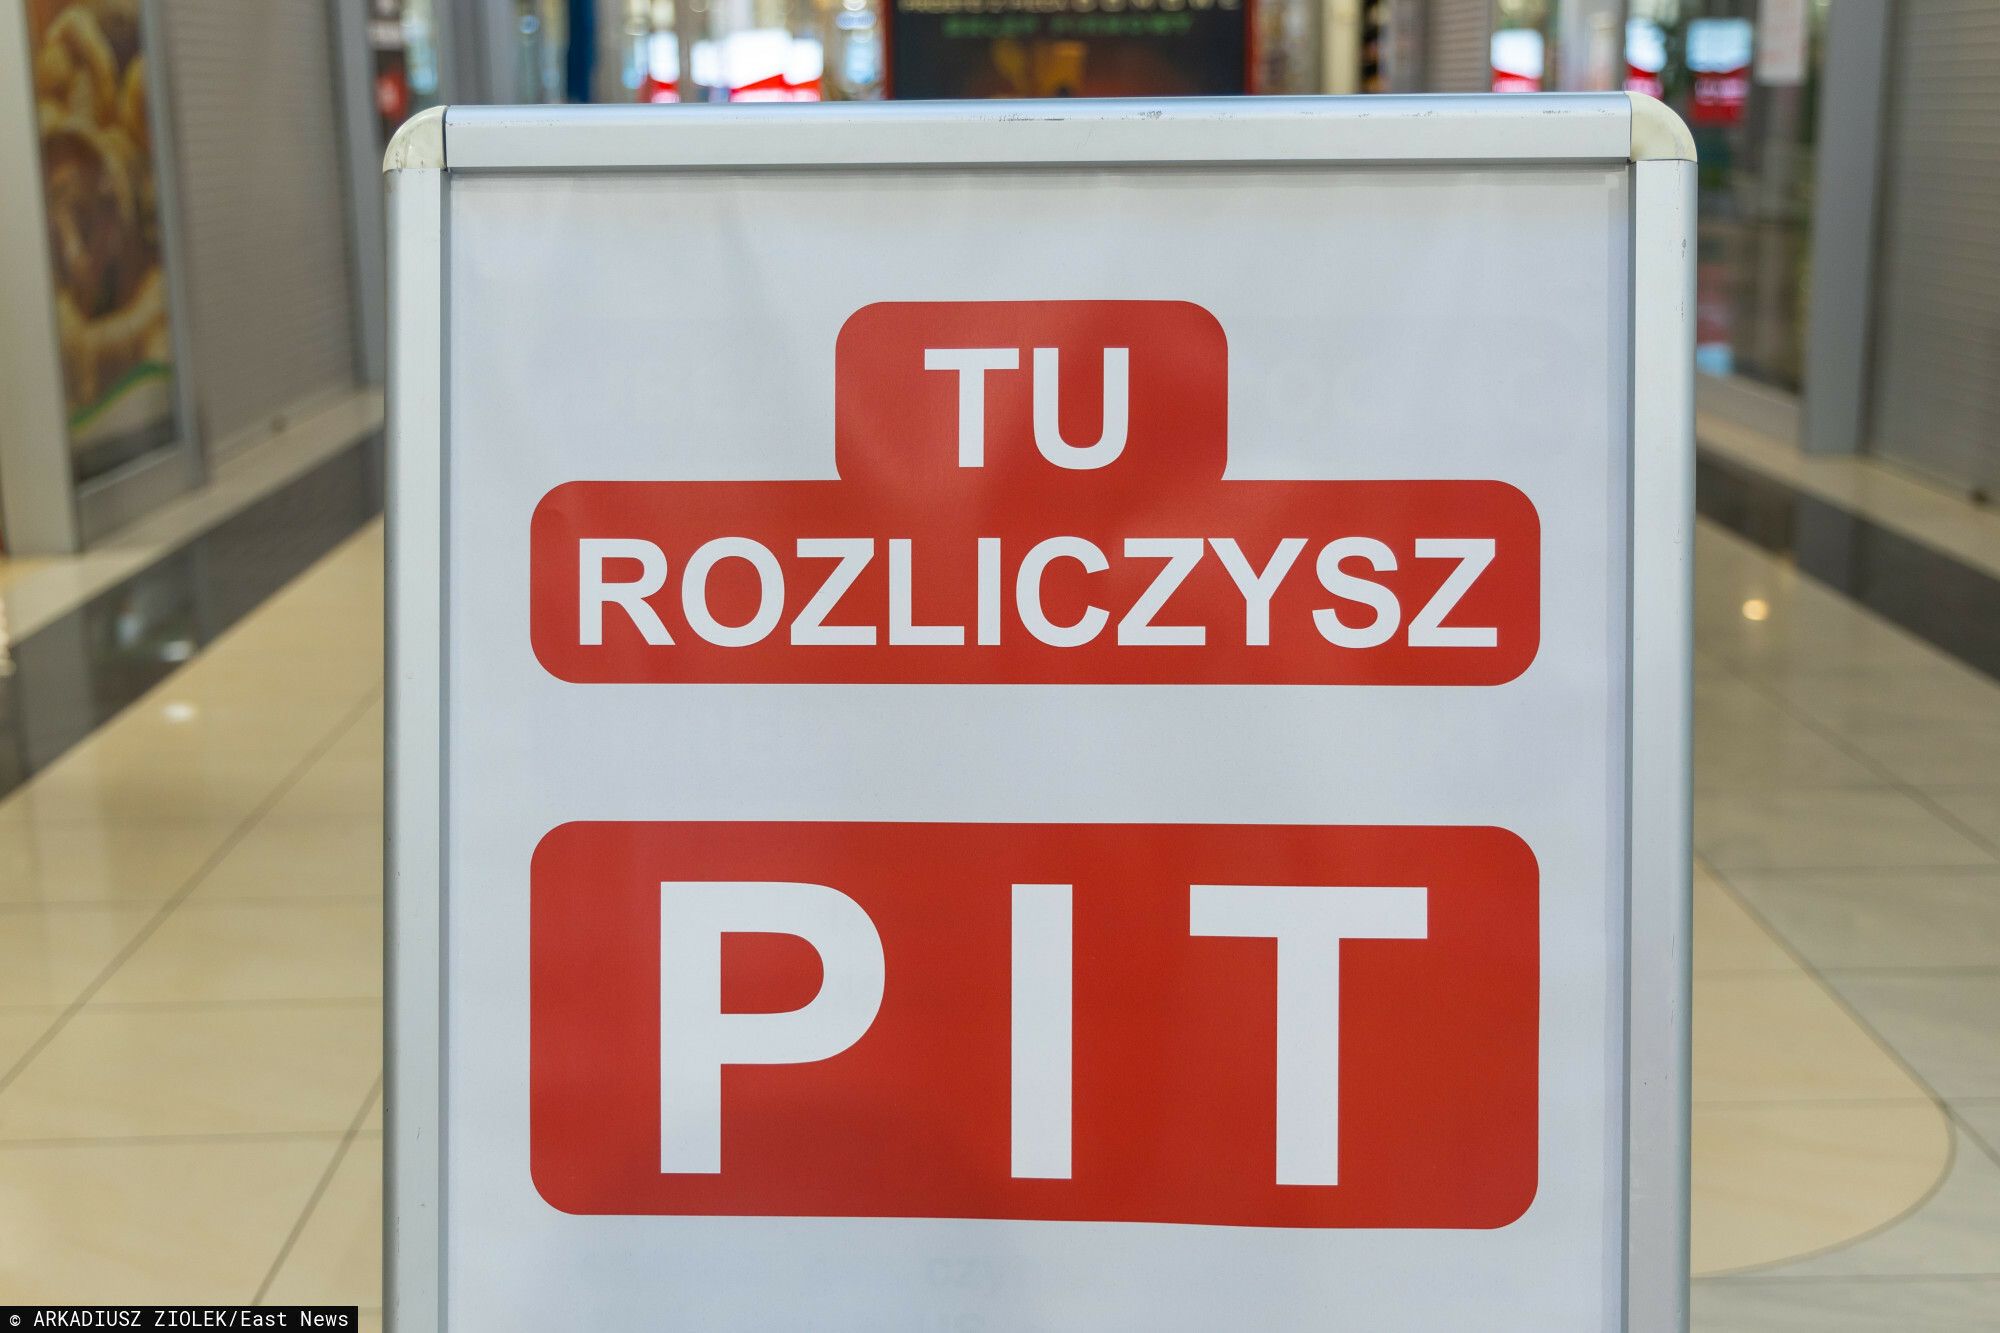 TU
ROZLICZYSZ
PIT
© ARKADIUSZ ZIOLEK/East News